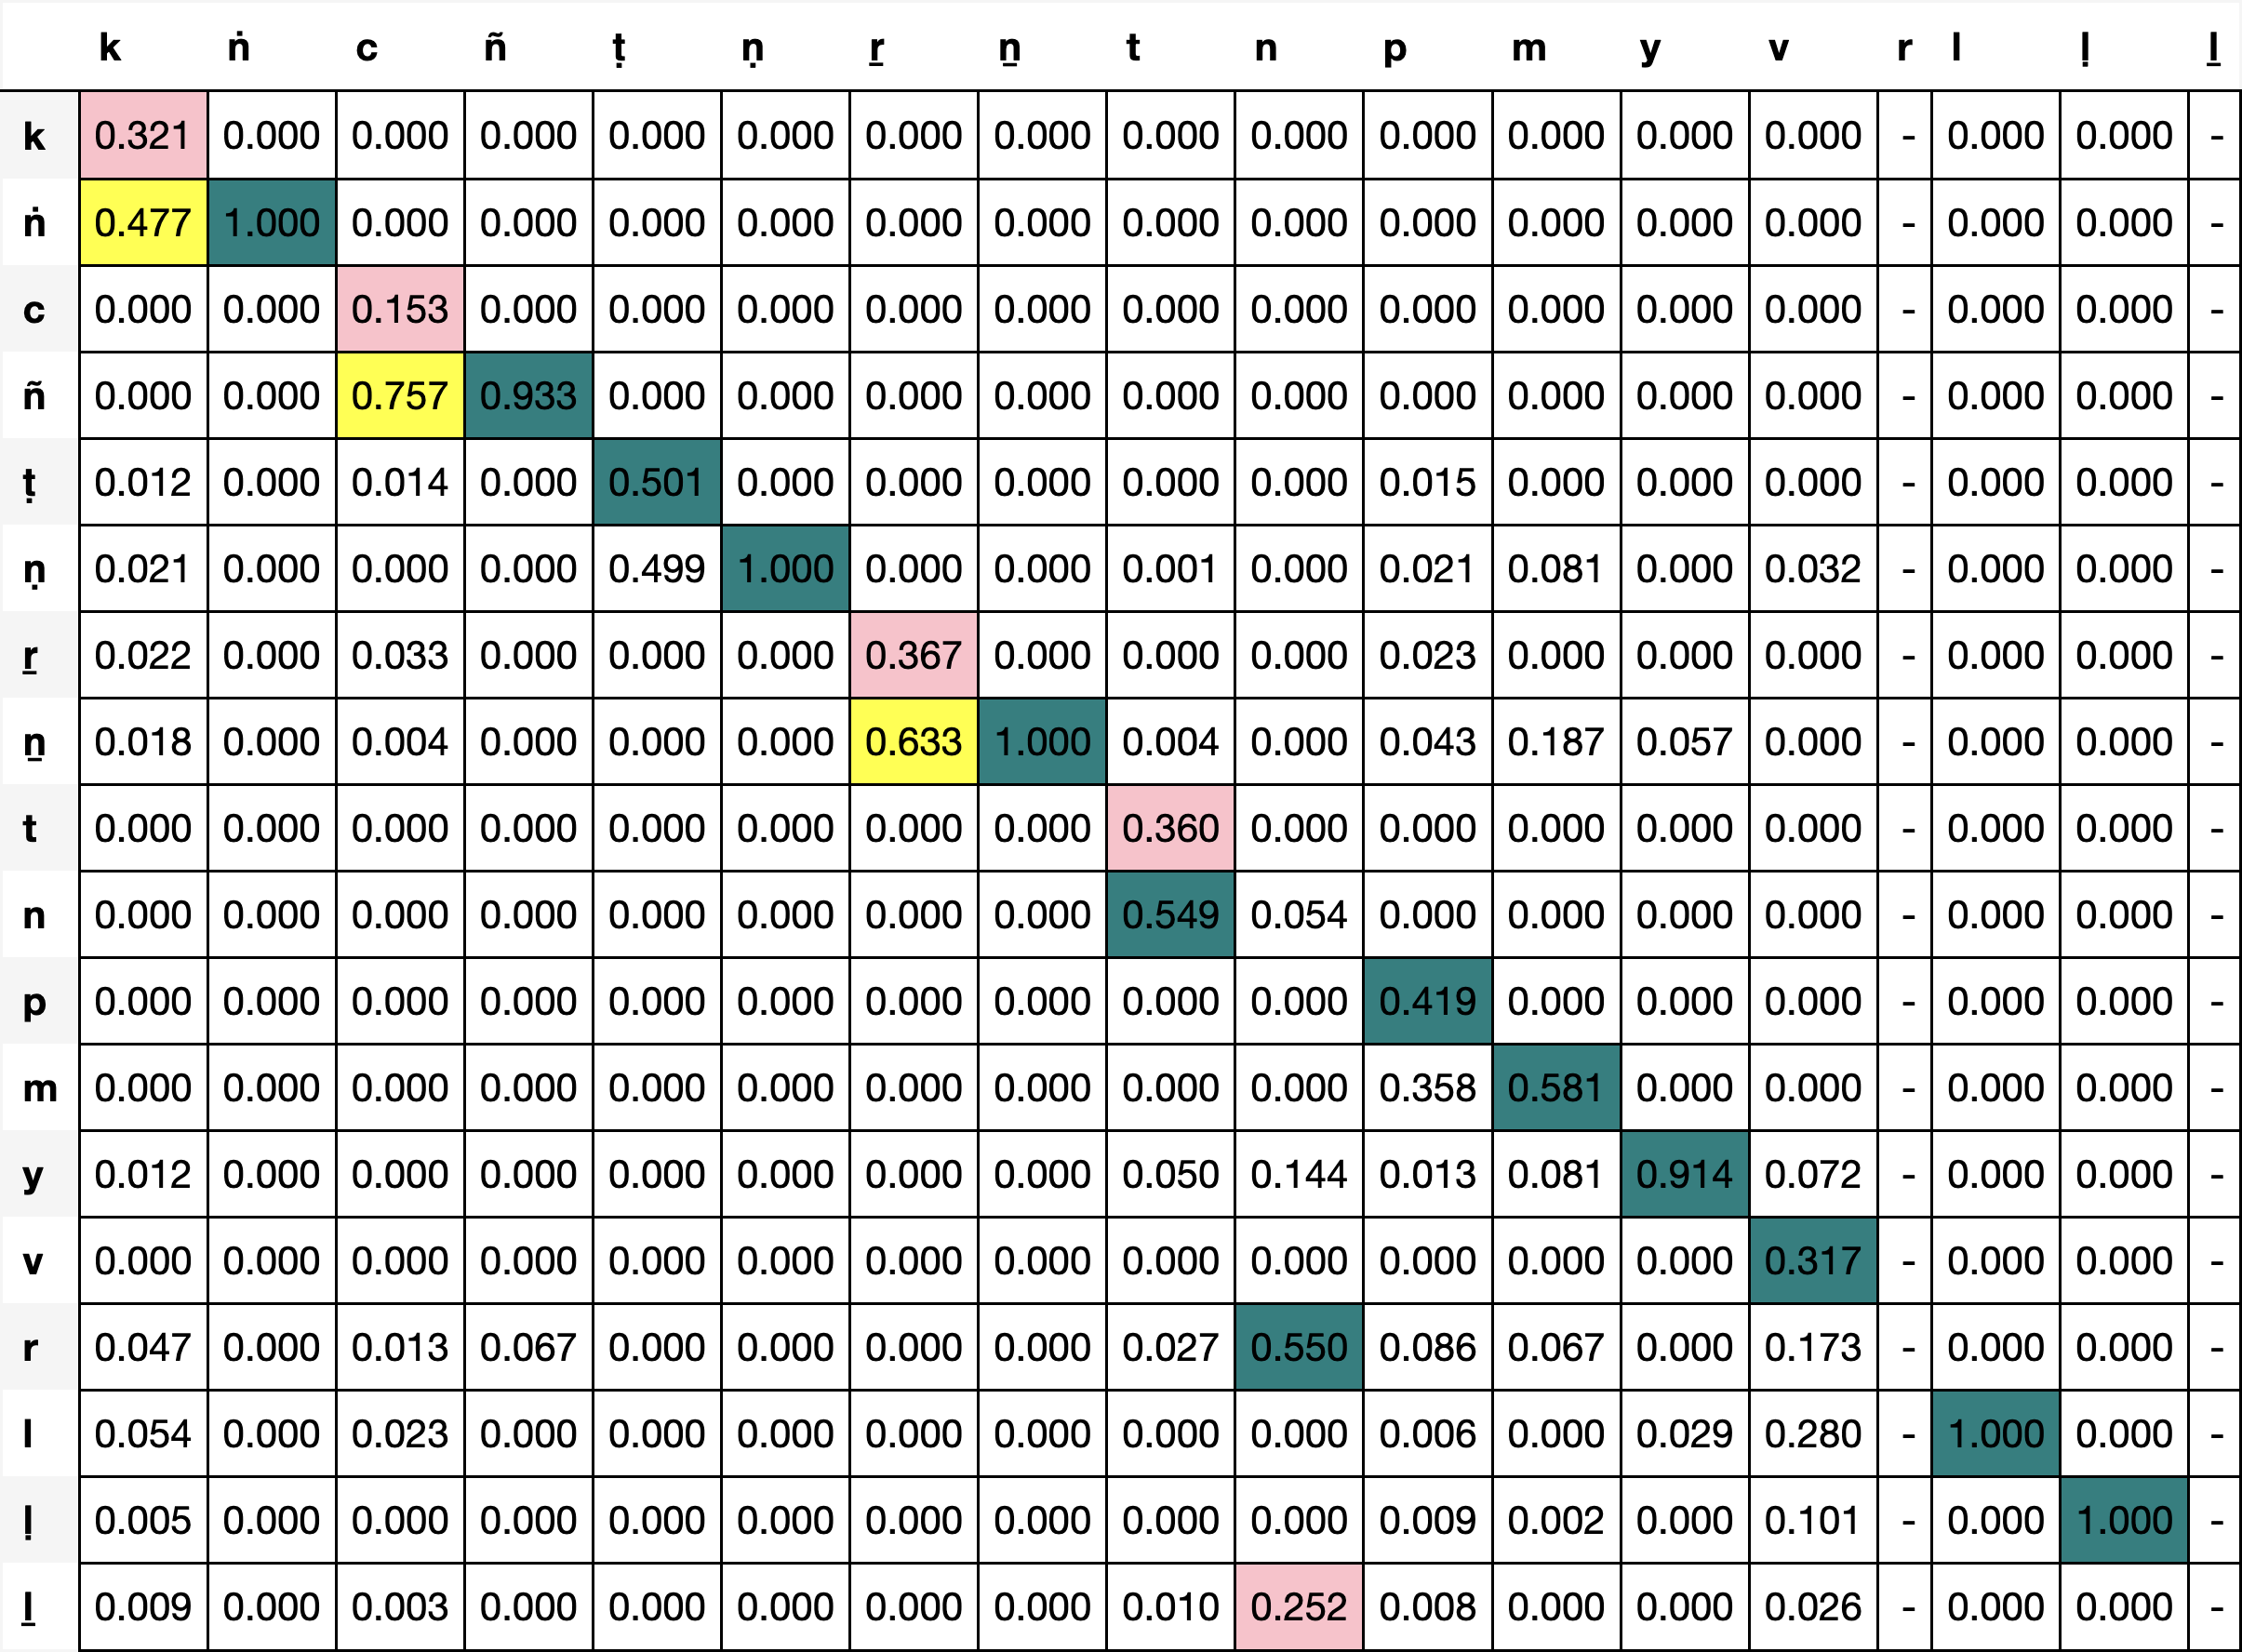 k ṅ c ñ ṭ ṇ ṟ ṉ t n p m y v r l ḷ ḻ
k 0.321 0.000 0.000 0.000 0.000 0.000 0.000 0.000 0.000 0.000 0.000 0.000 0.000 0.000 - 0.000 0.000 -
ṅ 0.477 1.000 0.000 0.000 0.000 0.000 0.000 0.000 0.000 0.000 0.000 0.000 0.000 0.000 - 0.000 0.000 -
c 0.000 0.000 0.153 0.000 0.000 0.000 0.000 0.000 0.000 0.000 0.000 0.000 0.000 0.000 - 0.000 0.000 -
ñ 0.000 0.000 0.757 0.933 0.000 0.000 0.000 0.000 0.000 0.000 0.000 0.000 0.000 0.000 - 0.000 0.000 -
ṭ 0.012 0.000 0.014 0.000 0.501 0.000 0.000 0.000 0.000 0.000 0.015 0.000 0.000 0.000 - 0.000 0.000 -
ṇ 0.021 0.000 0.000 0.000 0.499 1.000 0.000 0.000 0.001 0.000 0.021 0.081 0.000 0.032 - 0.000 0.000 -
ṟ 0.022 0.000 0.033 0.000 0.000 0.000 0.367 0.000 0.000 0.000 0.023 0.000 0.000 0.000 - 0.000 0.000 -
ṉ 0.018 0.000 0.004 0.000 0.000 0.000 0.633 1.000 0.004 0.000 0.043 0.187 0.057 0.000 - 0.000 0.000 -
t 0.000 0.000 0.000 0.000 0.000 0.000 0.000 0.000 0.360 0.000 0.000 0.000 0.000 0.000 - 0.000 0.000 -
n 0.000 0.000 0.000 0.000 0.000 0.000 0.000 0.000 0.549 0.054 0.000 0.000 0.000 0.000 - 0.000 0.000 -
p 0.000 0.000 0.000 0.000 0.000 0.000 0.000 0.000 0.000 0.000 0.419 0.000 0.000 0.000 - 0.000 0.000 -
m 0.000 0.000 0.000 0.000 0.000 0.000 0.000 0.000 0.000 0.000 0.358 0.581 0.000 0.000 - 0.000 0.000 -
y 0.012 0.000 0.000 0.000 0.000 0.000 0.000 0.000 0.050 0.144 0.013 0.081 0.914 0.072 - 0.000 0.000 -
v 0.000 0.000 0.000 0.000 0.000 0.000 0.000 0.000 0.000 0.000 0.000 0.000 0.000 0.317 - 0.000 0.000 -
r 0.047 0.000 0.013 0.067 0.000 0.000 0.000 0.000 0.027 0.550 0.086 0.067 0.000 0.173 - 0.000 0.000 -
l 0.054 0.000 0.023 0.000 0.000 0.000 0.000 0.000 0.000 0.000 0.006 0.000 0.029 0.280 - 1.000 0.000 -
ḷ 0.005 0.000 0.000 0.000 0.000 0.000 0.000 0.000 0.000 0.000 0.009 0.002 0.000 0.101 - 0.000 1.000 -
ḻ 0.009 0.000 0.003 0.000 0.000 0.000 0.000 0.000 0.010 0.252 0.008 0.000 0.000 0.026 - 0.000 0.000 -